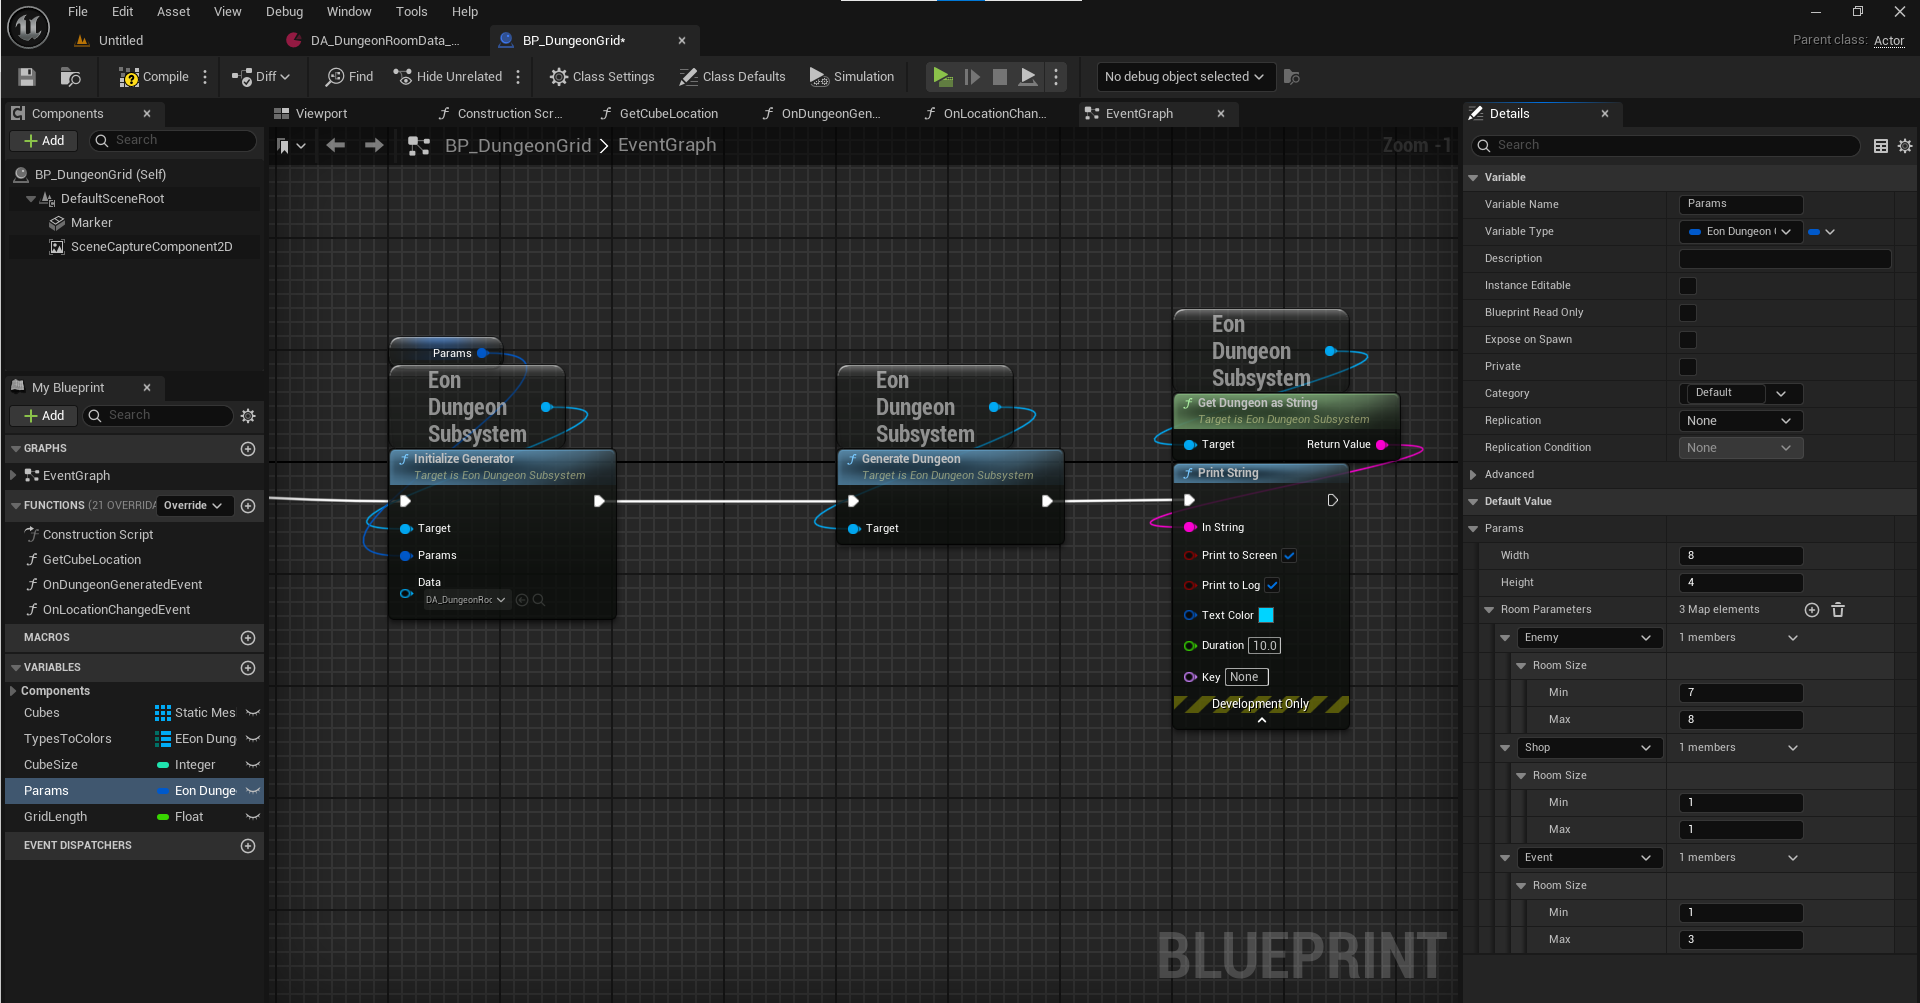 File Edit Asset View Debug Window Tools Help
Untitled DA_DungeonRoomData_... BP_DungeonGrid*
Parent class: Actor
Compile Diff Find Hide Unrelated Class Settings Class Defaults Simulation No debug object selected
Components
Add Search
BP_DungeonGrid (Self)
DefaultSceneRoot
Marker
SceneCaptureComponent2D
My Blueprint
Add Search
GRAPHS
EventGraph
FUNCTIONS (21 OVERRIDA Override
Construction Script
GetCubeLocation
OnDungeonGeneratedEvent
OnLocationChangedEvent
MACROS
VARIABLES
Components
Cubes Static Mes
TypesToColors EEon Dung
CubeSize Integer
Params Eon Dunge
GridLength Float
EVENT DISPATCHERS
Viewport Construction Scr... GetCubeLocation OnDungeonGen... OnLocationChan... EventGraph
BP_DungeonGrid > EventGraph
Zoom -1
Params
Eon
Dungeon
Subsystem
Initialize Generator
Target is Eon Dungeon Subsystem
Target
Params
Data
DA_DungeonRoc
Eon
Dungeon
Subsystem
Generate Dungeon
Target is Eon Dungeon Subsystem
Target
Eon
Dungeon
Subsystem
Get Dungeon as String
Target is Eon Dungeon Subsystem
Target Return Value
Print String
In String
Print to Screen
Print to Log
Text Color
Duration 10.0
Key None
Development Only
BLUEPRINT
Details
Search
Variable
Variable Name Params
Variable Type Eon Dungeon
Description
Instance Editable
Blueprint Read Only
Expose on Spawn
Private
Category Default
Replication None
Replication Condition None
Advanced
Default Value
Params
Width 8
Height 4
Room Parameters 3 Map elements
Enemy 1 members
Room Size
Min 7
Max 8
Shop 1 members
Room Size
Min 1
Max 1
Event 1 members
Room Size
Min 1
Max 3